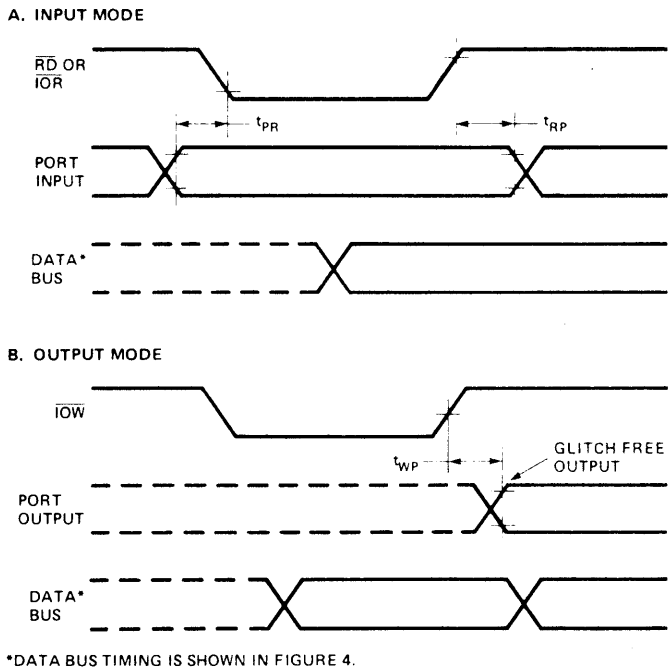 A. INPUT MODE
RD OR
IOR
tPR
tRP
PORT
INPUT
DATA*
BUS
B. OUTPUT MODE
IOW
tWP
GLITCH FREE
OUTPUT
PORT
OUTPUT
DATA*
BUS
*DATA BUS TIMING IS SHOWN IN FIGURE 4.